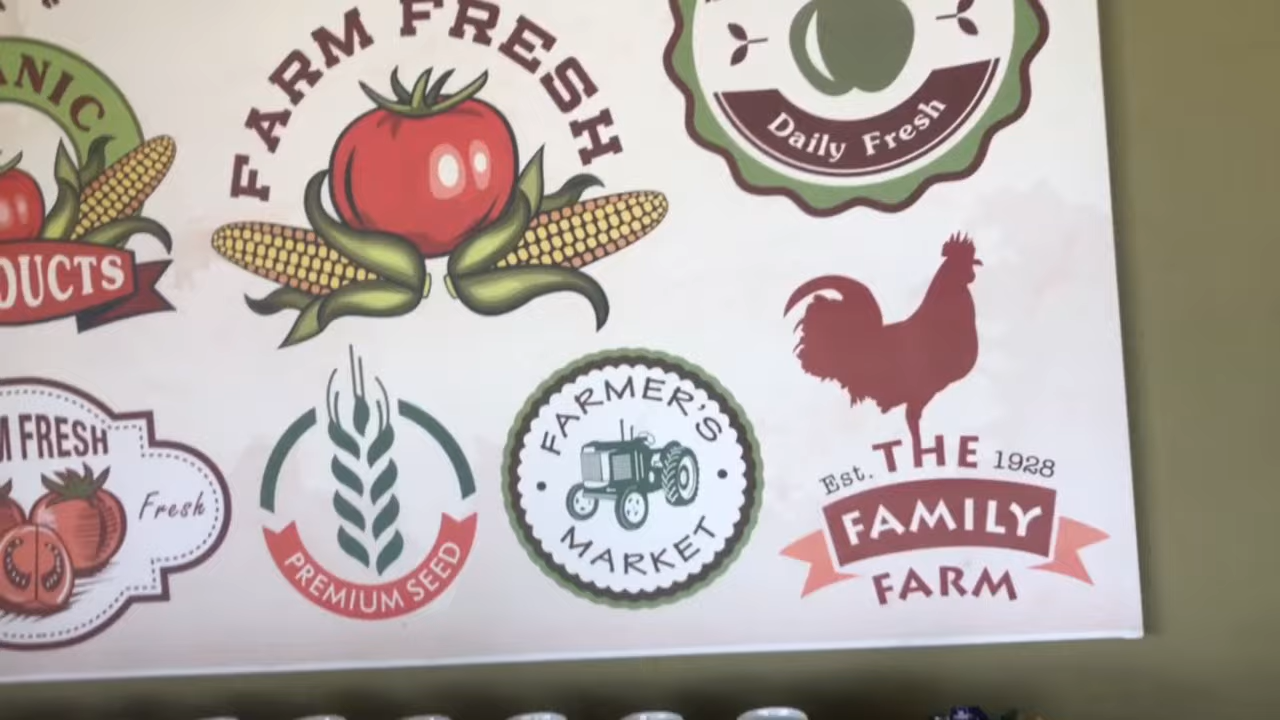 FARM FRESH
Daily Fresh
DUCTS
ANIC
M FRESH
Fresh
PREMIUM SEED
FARMER'S
MARKET
Est. THE 1928
FAMILY
FARM